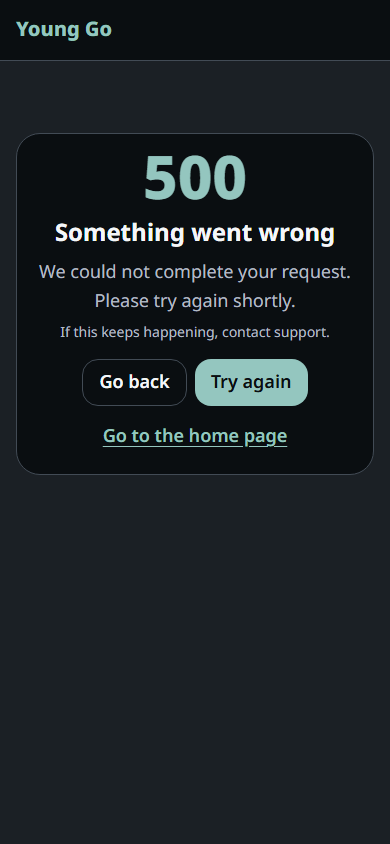 Young Go
500
Something went wrong
We could not complete your request.
Please try again shortly.
If this keeps happening, contact support.
Go back
Try again
Go to the home page